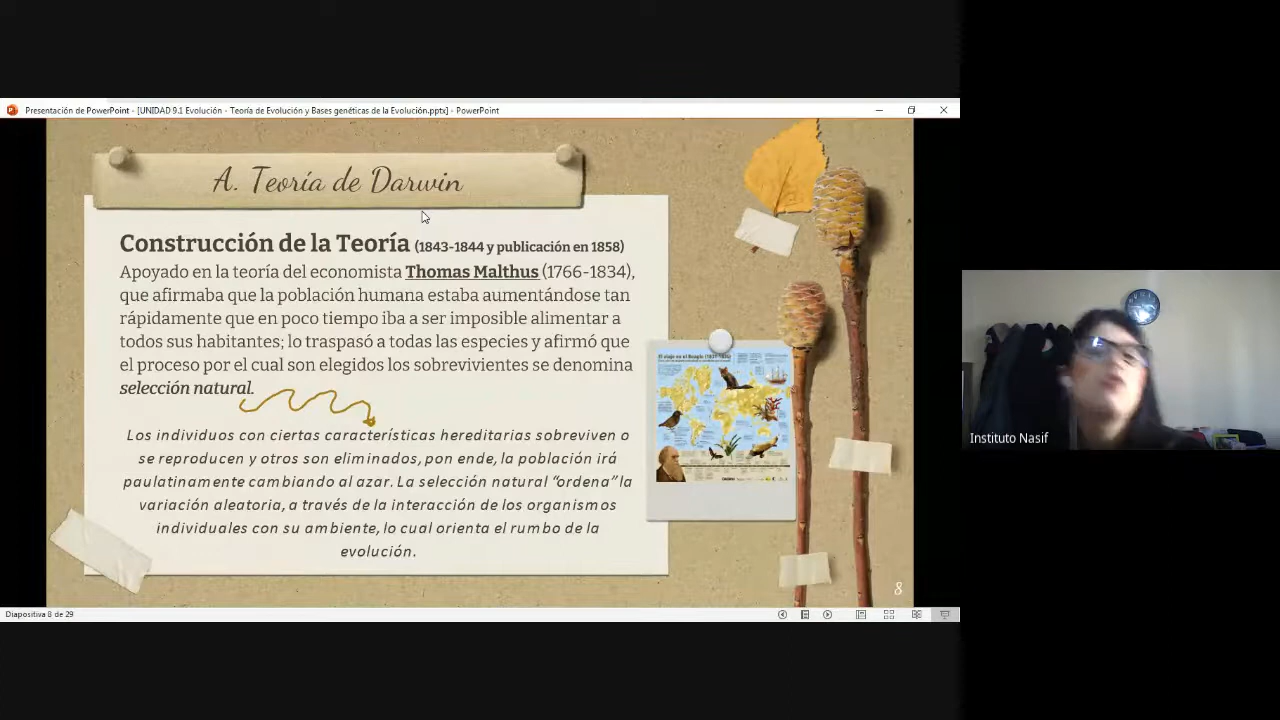 Presentación de PowerPoint - [UNIDAD 9.1 Evolución - Teoría de Evolución y Bases genéticas de la Evolución.pptx] - PowerPoint
A. Teoría de Darwin
Construcción de la Teoría (1843-1844 y publicación en 1858)
Apoyado en la teoría del economista Thomas Malthus (1766-1834),
que afirmaba que la población humana estaba aumentándose tan
rápidamente que en poco tiempo iba a ser imposible alimentar a
todos sus habitantes; lo traspasó a todas las especies y afirmó que
el proceso por el cual son elegidos los sobrevivientes se denomina
selección natural.
Los individuos con ciertas características hereditarias sobreviven o
se reproducen y otros son eliminados, por ende, la población irá
paulatinamente cambiando al azar. La selección natural “ordena” la
variación aleatoria, a través de la interacción de los organismos
individuales con su ambiente, lo cual orienta el rumbo de la
evolución.
8
Diapositiva 8 de 29
Instituto Nasif